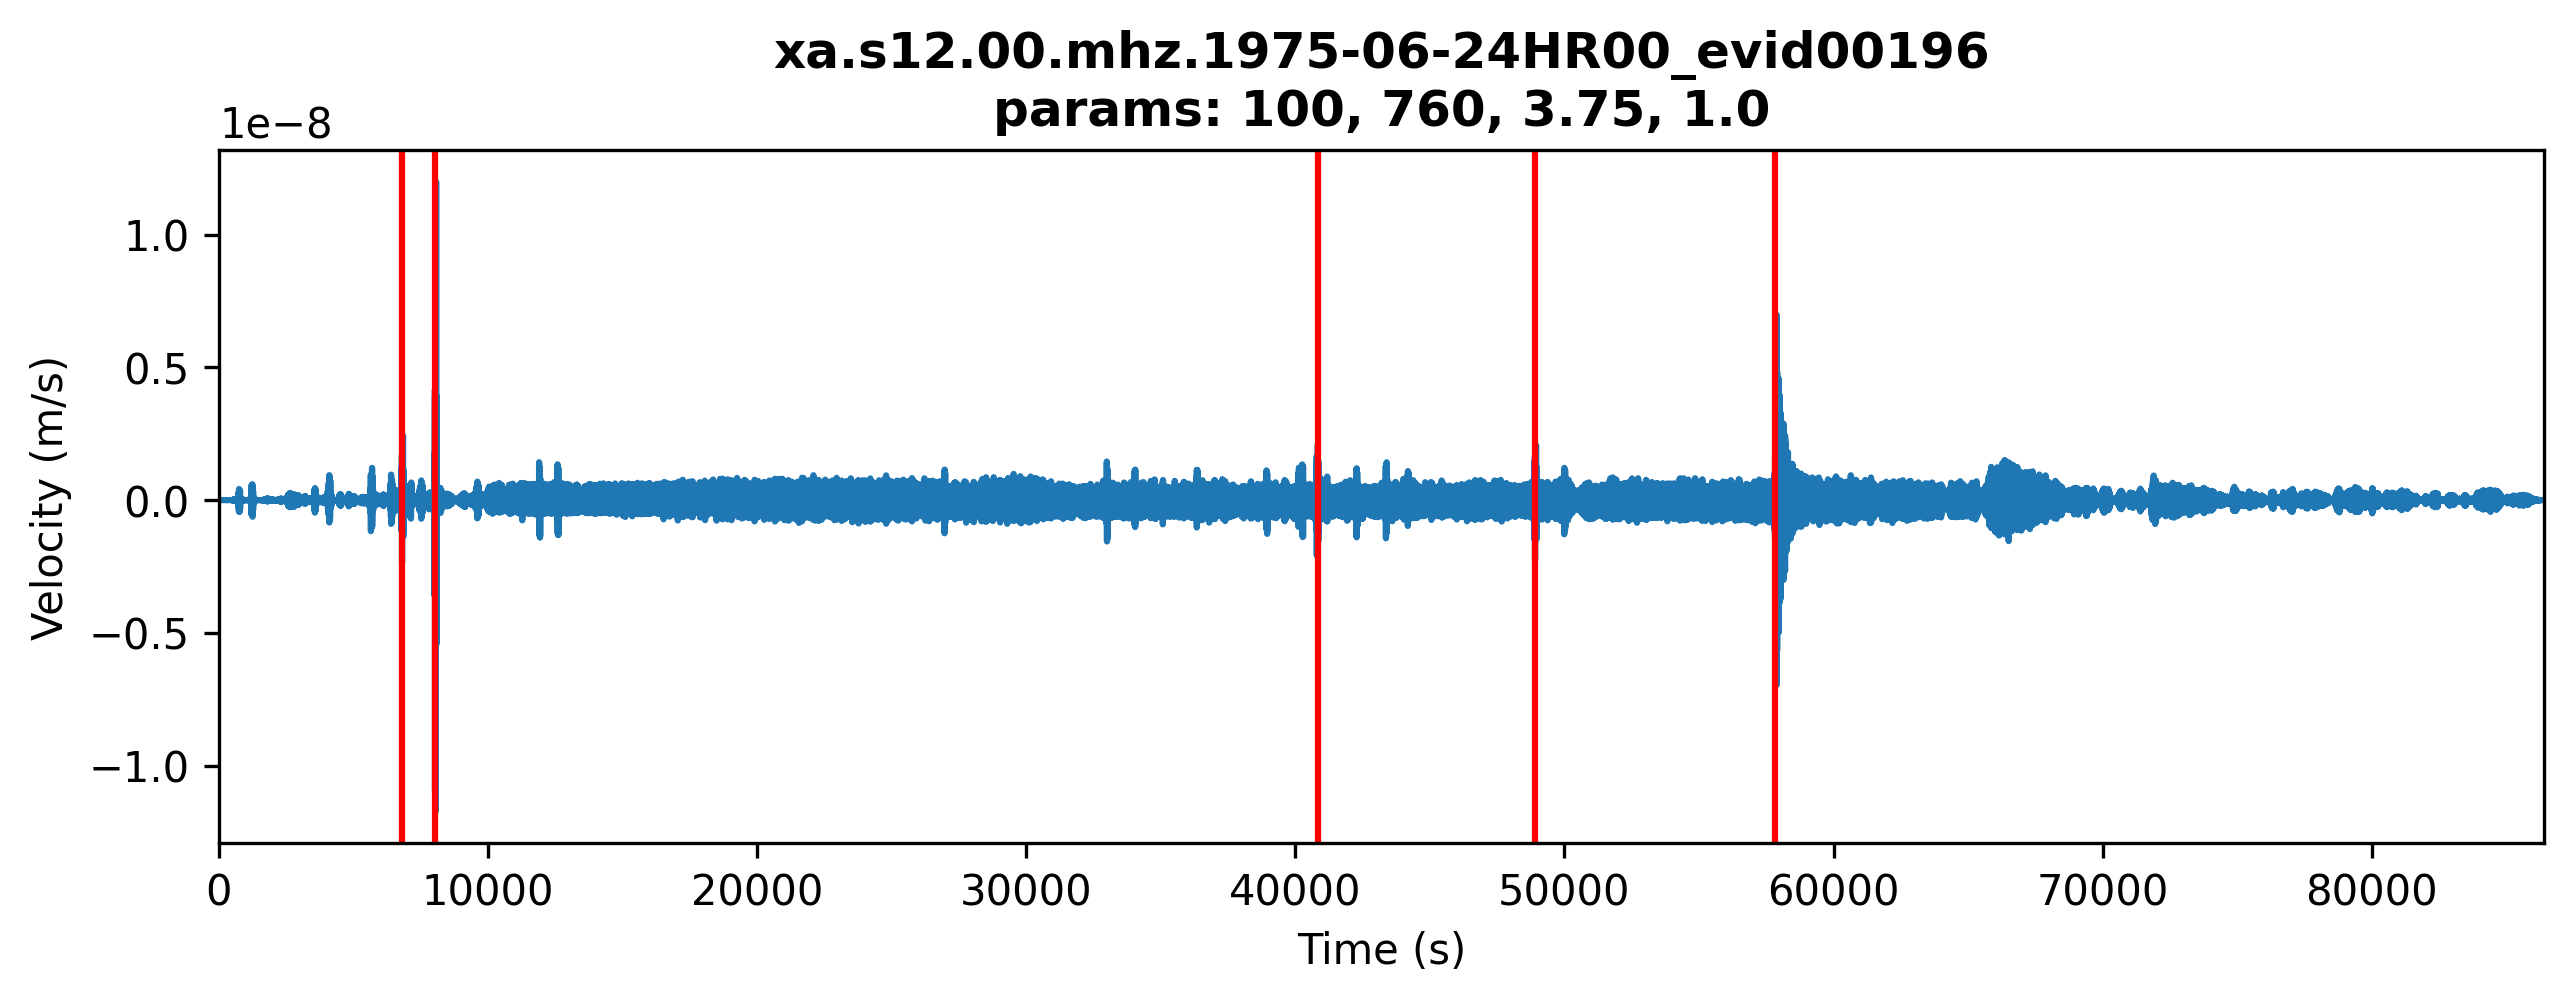 xa.s12.00.mhz.1975-06-24HR00_evid00196
params: 100, 760, 3.75, 1.0
1e−8
1.0
0.5
0.0
−0.5
−1.0
Velocity (m/s)
0 10000 20000 30000 40000 50000 60000 70000 80000
Time (s)